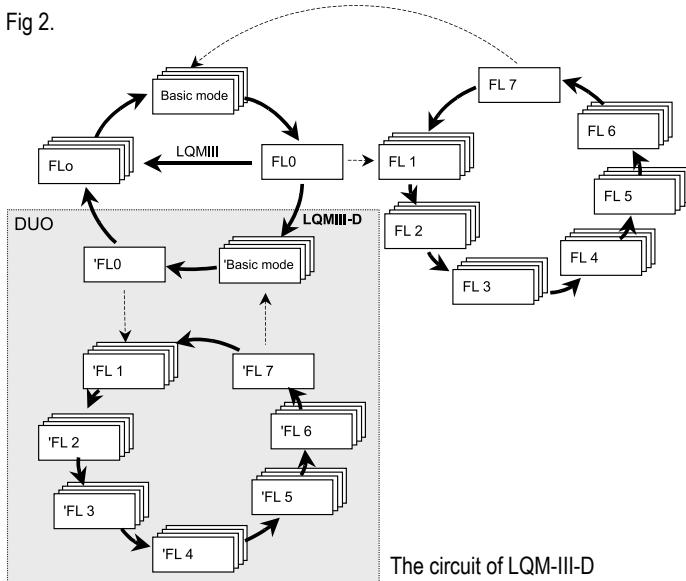 Fig 2.
Basic mode
FL 7
FL 6
LQMIII
FLo
FL0
FL 1
FL 5
DUO
LQMIII-D
FL 2
'FL0
'Basic mode
FL 4
FL 3
'FL 1
'FL 7
'FL 2
'FL 6
'FL 3
'FL 5
'FL 4
The circuit of LQM-III-D